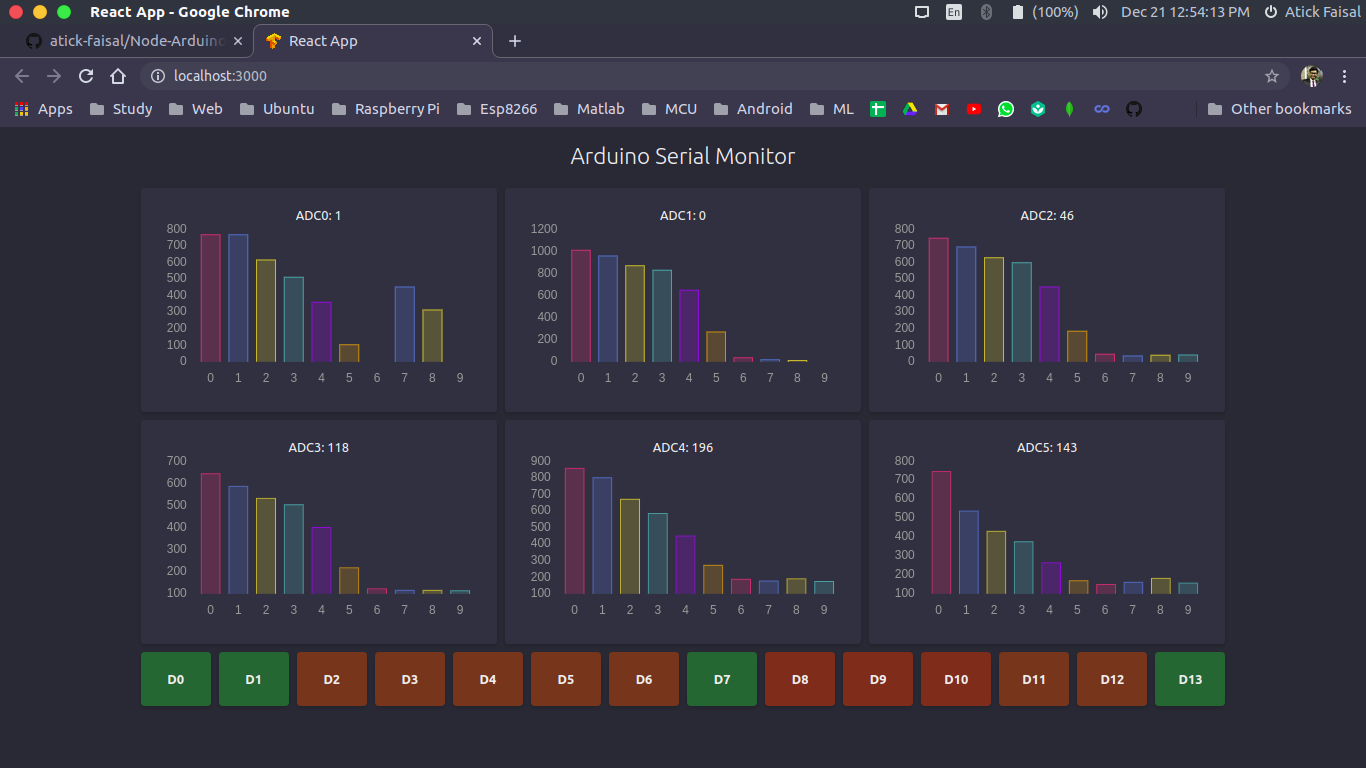 React App - Google Chrome
En (100%) Dec 21 12:54:13 PM Atick Faisal
atick-faisal/Node-Arduino
React App
localhost:3000
Apps Study Web Ubuntu Raspberry Pi Esp8266 Matlab MCU Android ML Other bookmarks
Arduino Serial Monitor
ADC0: 1
800
700
600
500
400
300
200
100
0
0 1 2 3 4 5 6 7 8 9
ADC1: 0
1200
1000
800
600
400
200
0
0 1 2 3 4 5 6 7 8 9
ADC2: 46
800
700
600
500
400
300
200
100
0
0 1 2 3 4 5 6 7 8 9
ADC3: 118
700
600
500
400
300
200
100
0 1 2 3 4 5 6 7 8 9
ADC4: 196
900
800
700
600
500
400
300
200
100
0 1 2 3 4 5 6 7 8 9
ADC5: 143
800
700
600
500
400
300
200
100
0 1 2 3 4 5 6 7 8 9
D0 D1 D2 D3 D4 D5 D6 D7 D8 D9 D10 D11 D12 D13